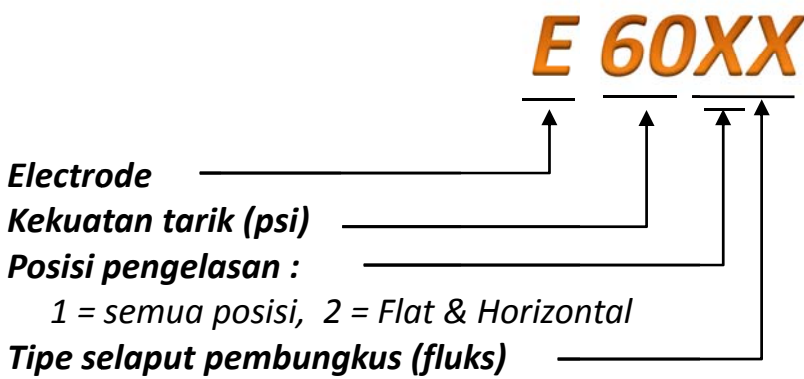 E 60XX
Electrode
Kekuatan tarik (psi)
Posisi pengelasan :
1 = semua posisi, 2 = Flat & Horizontal
Tipe selaput pembungkus (fluks)